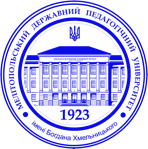 МЕЛІТОПОЛЬСЬКИЙ ДЕРЖАВНИЙ ПЕДАГОГІЧНИЙ УНІВЕРСИТЕТ
1923
імені Богдана Хмельницького